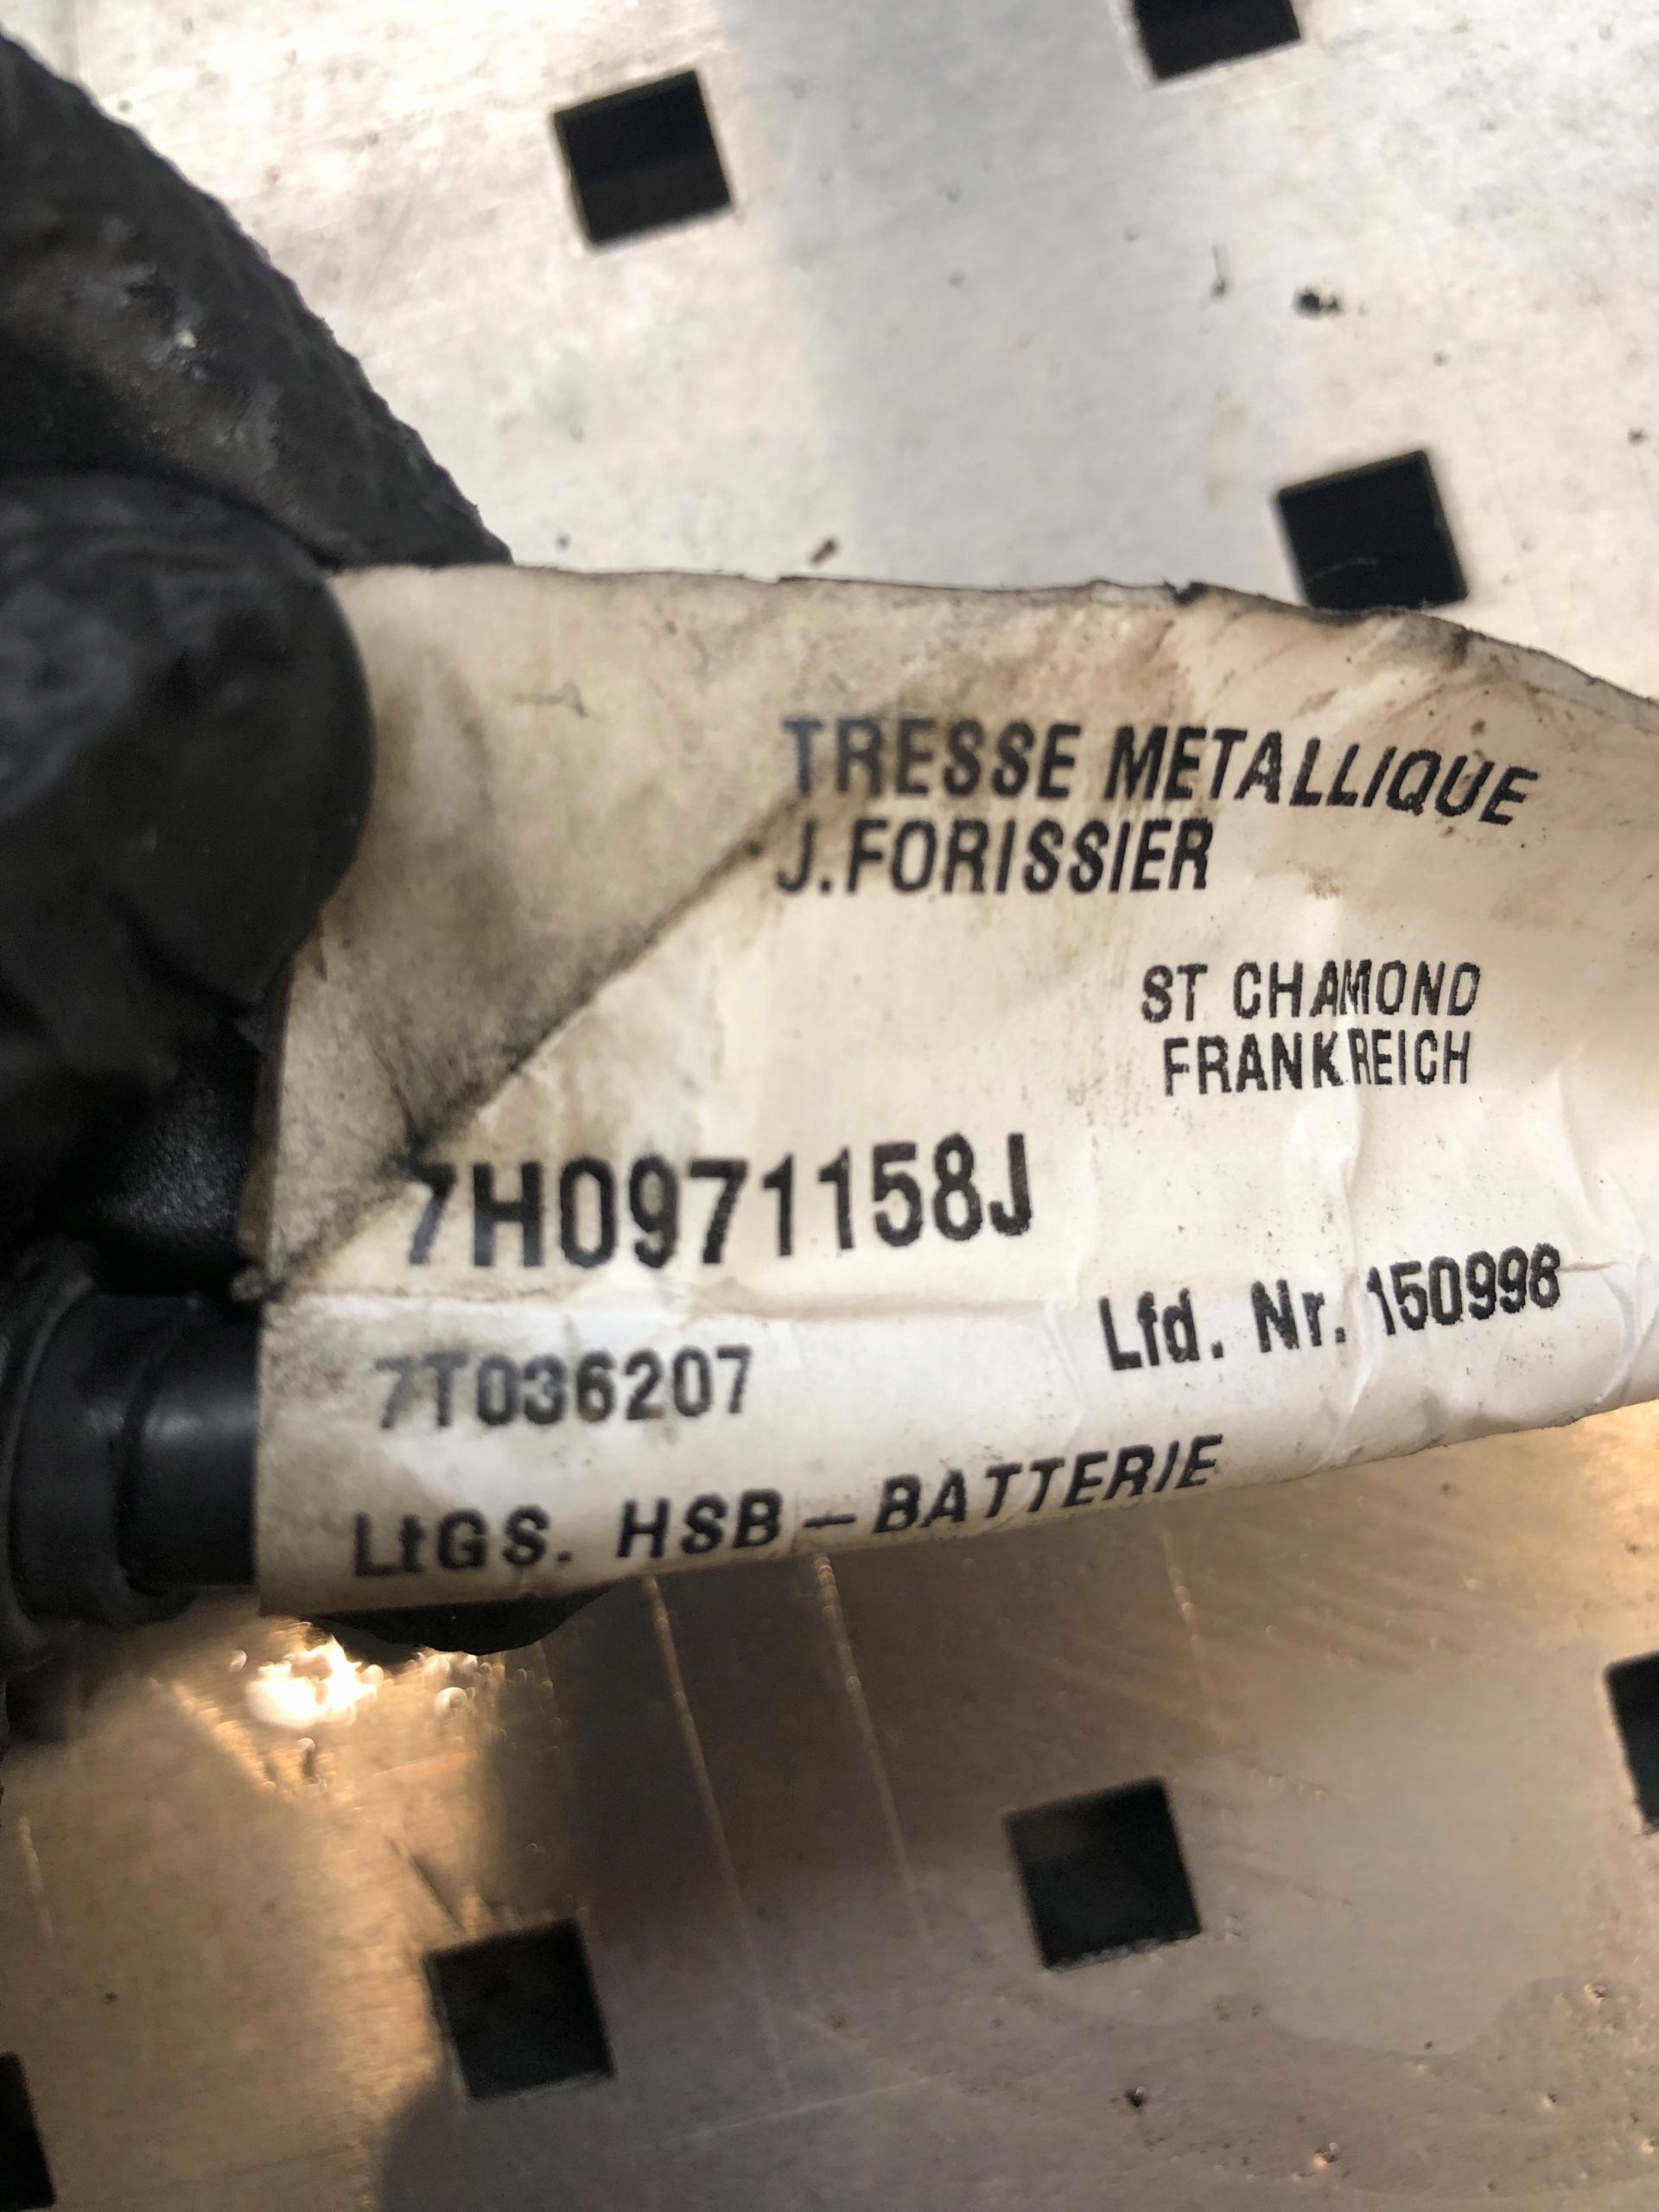 TRESSE METALLIQUE
J.FORISSIER
ST CHAMOND
FRANKREICH
7H0971158J
Lfd. Nr. 150998
7T036207
LtGS. HSB-BATTERIE